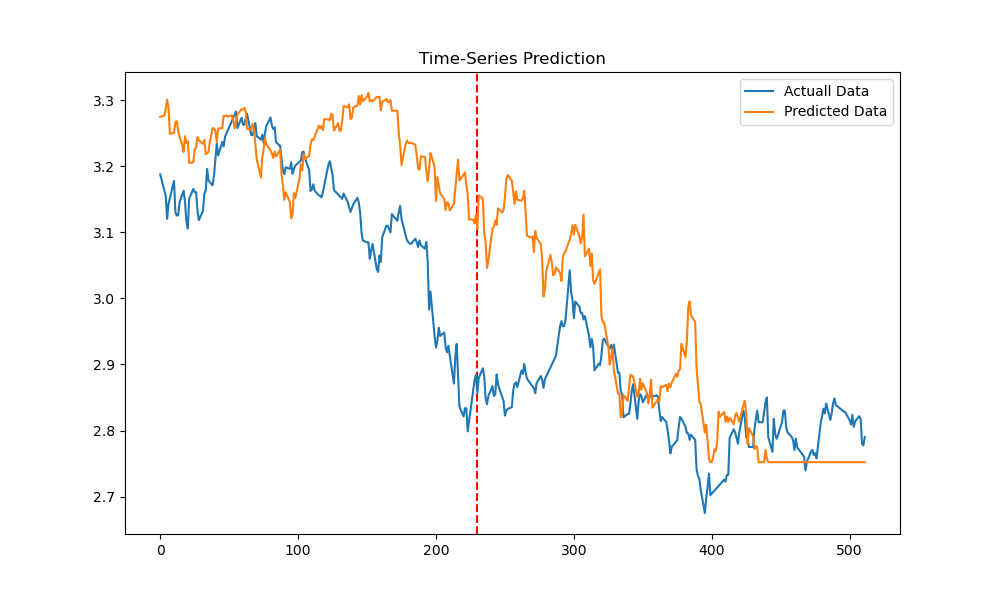 Time-Series Prediction
Actuall Data
Predicted Data
3.3
3.2
3.1
3.0
2.9
2.8
2.7
0 100 200 300 400 500